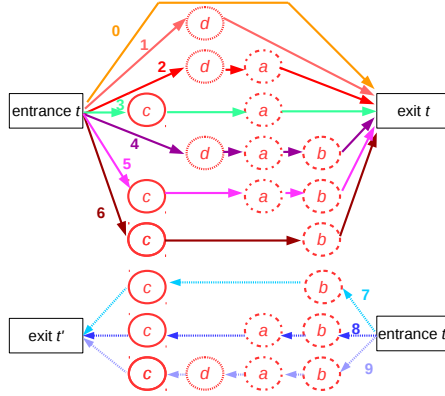 0
d
1
2 d a
entrance t 3 c a exit t
4 d a b
5
c a b
6
c b
c b 7
exit t' c a b 8 entrance t
9
c d a b